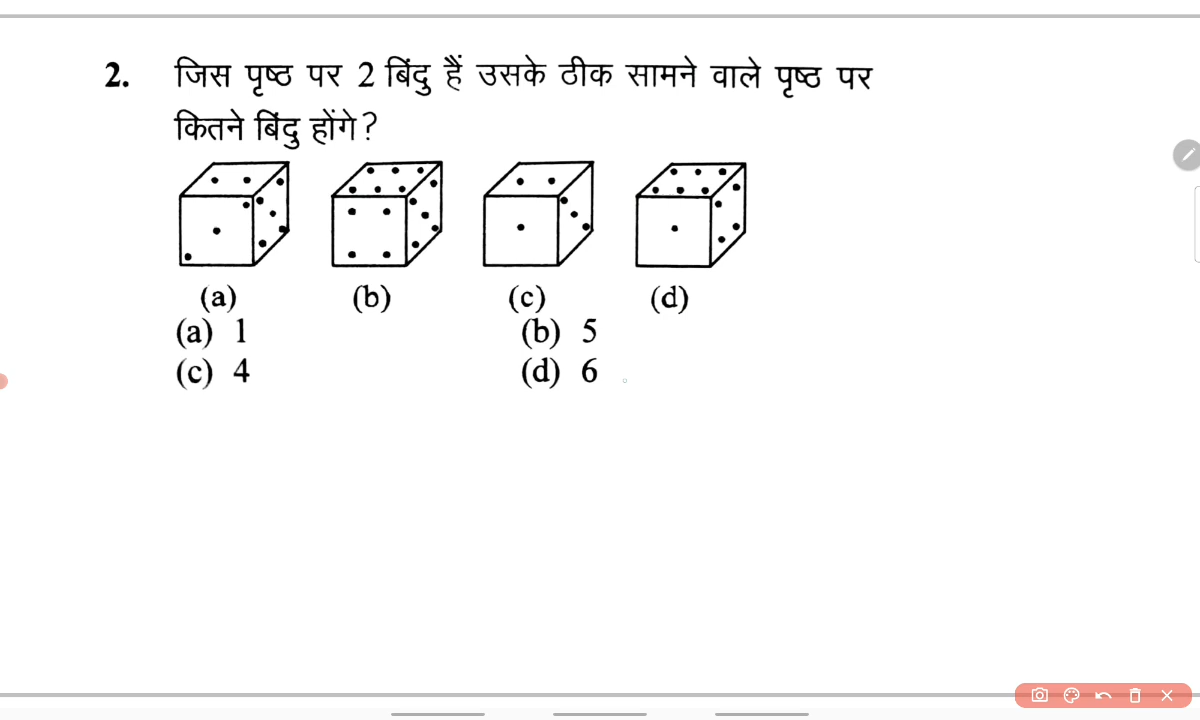 2. जिस पृष्ठ पर 2 बिंदु हैं उसके ठीक सामने वाले पृष्ठ पर
कितने बिंदु होंगे?
(a) (b) (c) (d)
(a) 1 (b) 5
(c) 4 (d) 6